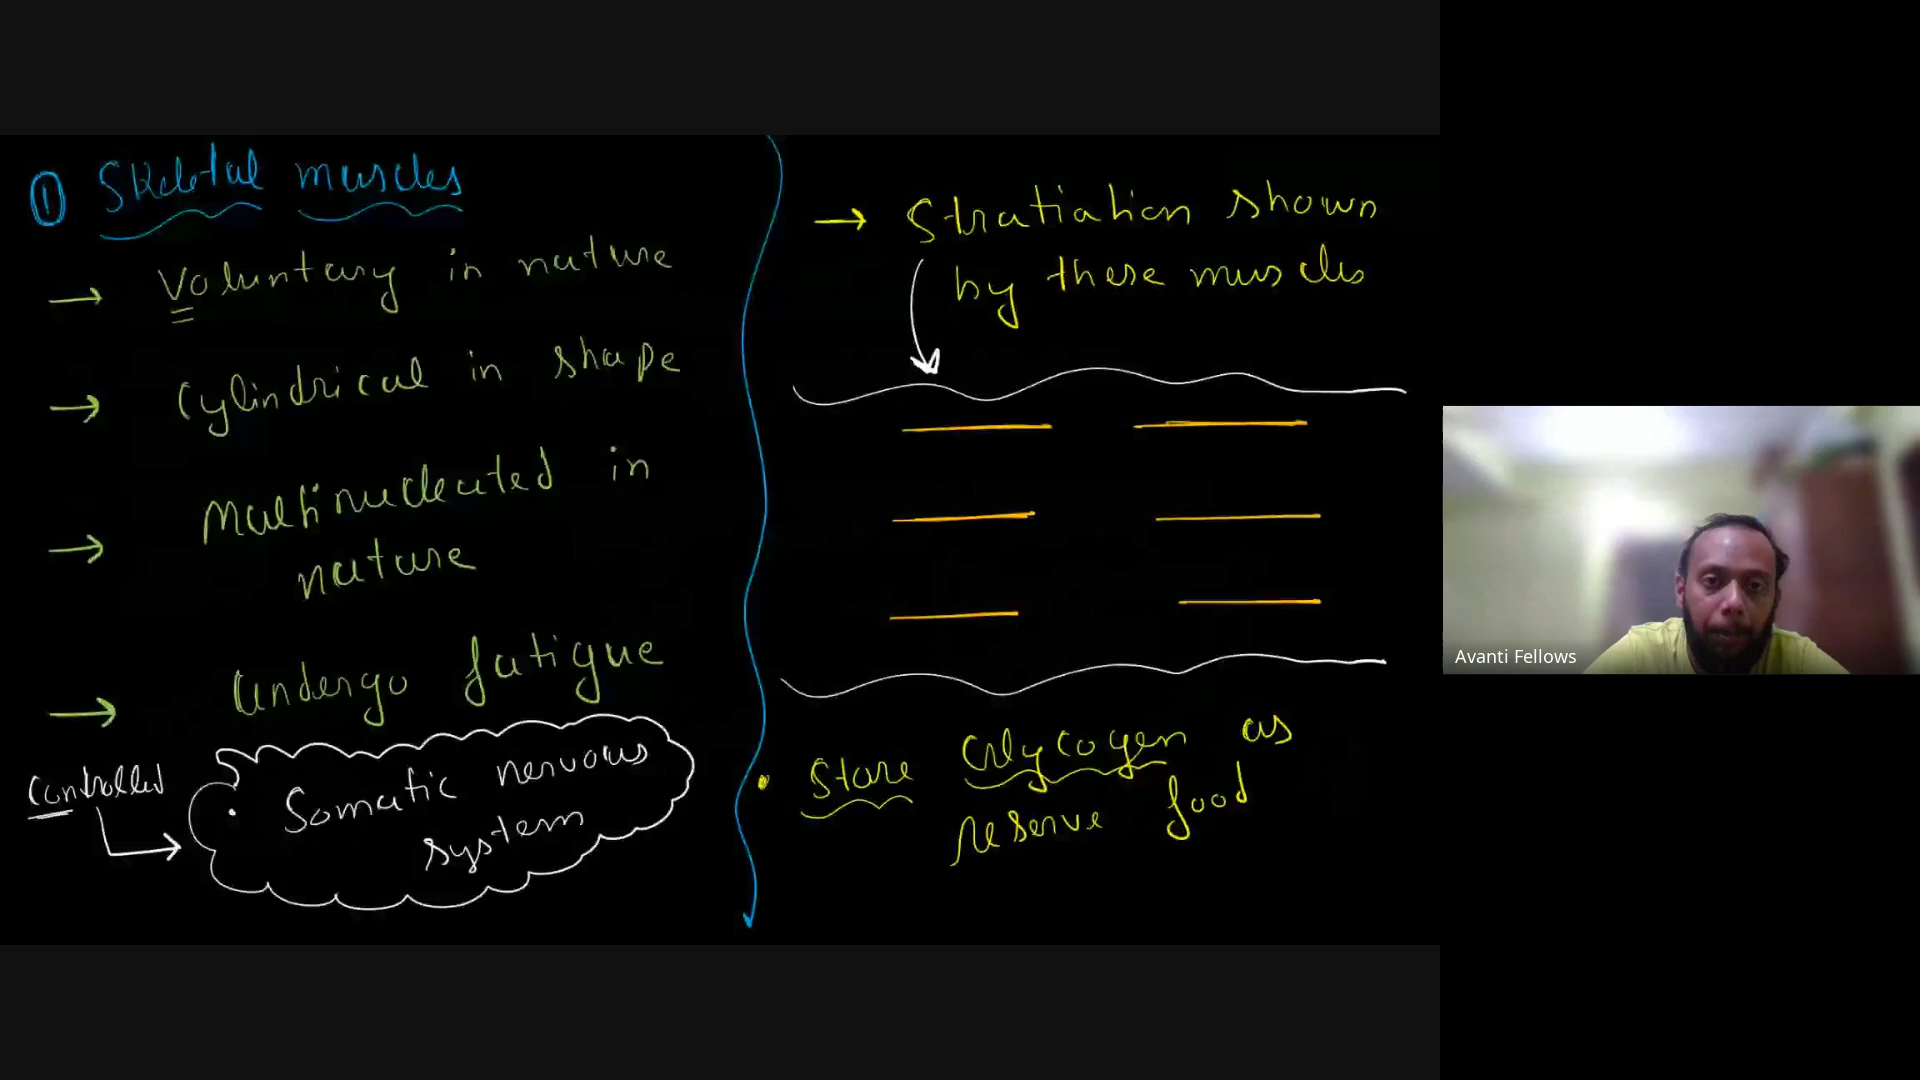 ① Skeletal muscles
→ Voluntary in nature
→ Cylindrical in shape
→ Multinucleated in
nature
→ Undergo fatigue
Controlled
• Somatic nervous
system
→ Stratiation shown
by these muscles
• Store Glycogen as
reserve food
Avanti Fellows